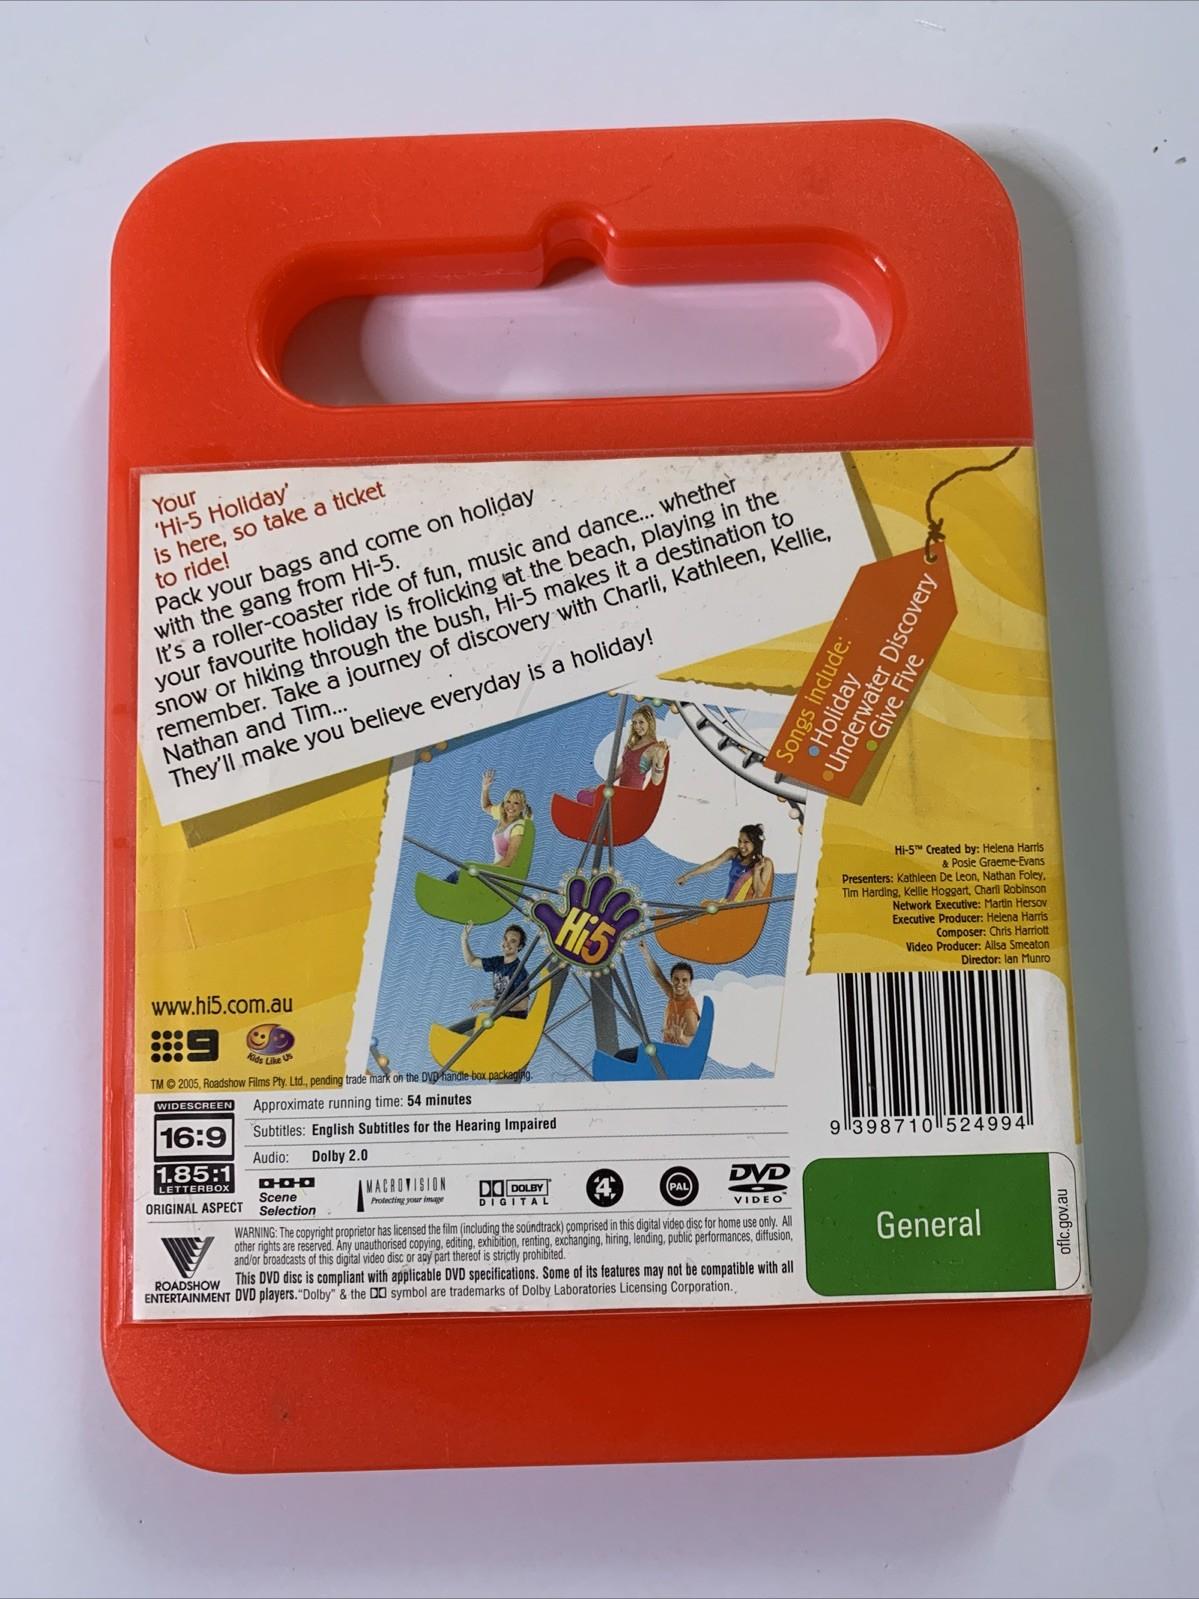 Your
'Hi-5 Holiday'
is here, so take a ticket
to ride!
Pack your bags and come on holiday
with the gang from Hi-5.
It's a roller-coaster ride of fun, music and dance... whether
your favourite holiday is frolicking at the beach, playing in the
snow or hiking through the bush, Hi-5 makes it a destination to
remember. Take a journey of discovery with Charli, Kathleen, Kellie,
Nathan and Tim...
They'll make you believe everyday is a holiday!
Songs include:
Holiday
Underwater Discovery
Give Five
Hi-5
Hi-5™ Created by: Helena Harris
& Posie Graeme-Evans
Presenters: Kathleen De Leon, Nathan Foley,
Tim Harding, Kellie Hoggart, Charli Robinson
Network Executive: Martin Hersov
Executive Producer: Helena Harris
Composer: Chris Harriott
Video Producer: Ailsa Smeaton
Director: Ian Munro
www.hi5.com.au
9
Kids Like Us
TM © 2005, Roadshow Films Pty. Ltd., pending trade mark on the DVD handle box packaging.
WIDESCREEN
16:9
1.85:1
LETTERBOX
ORIGINAL ASPECT
Approximate running time: 54 minutes
Subtitles: English Subtitles for the Hearing Impaired
Audio: Dolby 2.0
Scene
Selection
MACROVISION
Protecting your image
DOLBY
DIGITAL
4
PAL
DVD
VIDEO
9 398710 524994
General
oflc.gov.au
ROADSHOW
ENTERTAINMENT
WARNING: The copyright proprietor has licensed the film (including the soundtrack) comprised in this digital video disc for home use only. All
other rights are reserved. Any unauthorised copying, editing, exhibition, renting, exchanging, hiring, lending, public performances, diffusion,
and/or broadcasts of this digital video disc or any part thereof is strictly prohibited.
This DVD disc is compliant with applicable DVD specifications. Some of its features may not be compatible with all
DVD players. "Dolby" & the DD symbol are trademarks of Dolby Laboratories Licensing Corporation.